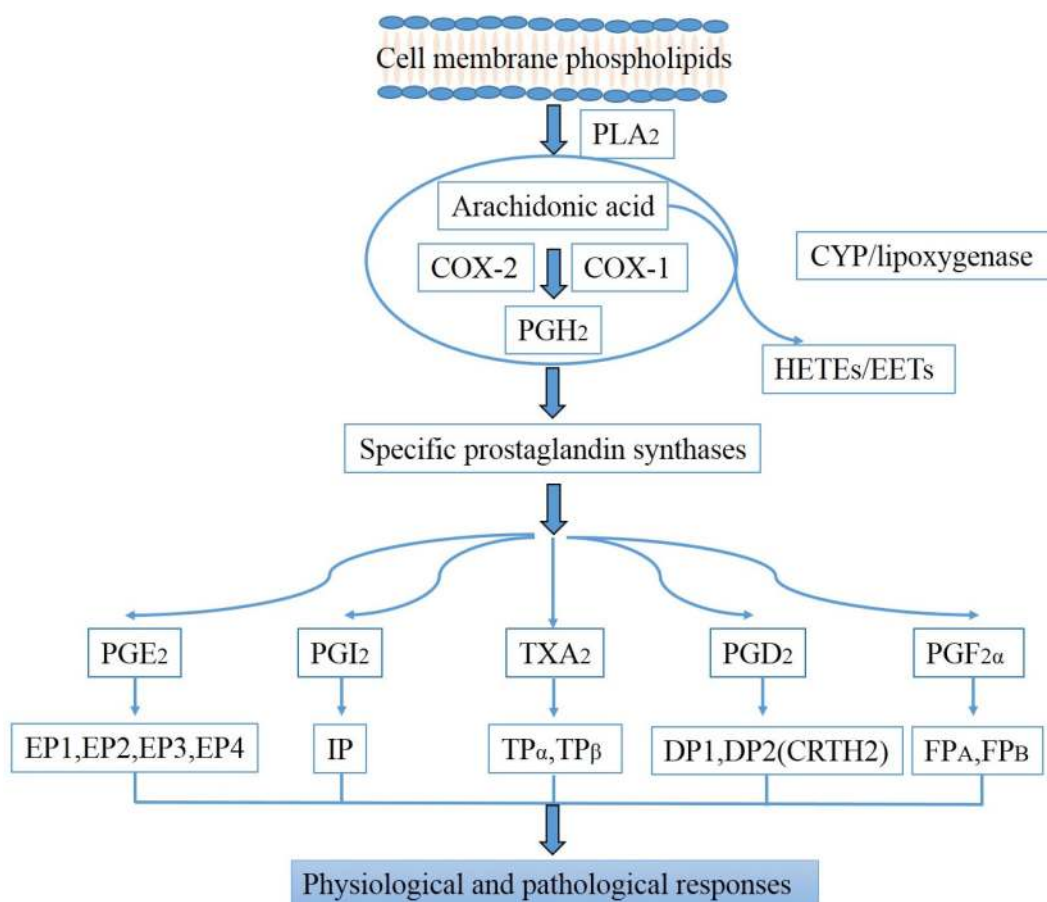 Cell membrane phospholipids
PLA₂
Arachidonic acid
CYP/lipoxygenase
COX-2
COX-1
PGH₂
HETEs/EETs
Specific prostaglandin synthases
PGE₂
PGI₂
TXA₂
PGD₂
PGF₂α
EP1,EP2,EP3,EP4
IP
TPα,TPβ
DP1,DP2(CRTH2)
FPA,FPB
Physiological and pathological responses